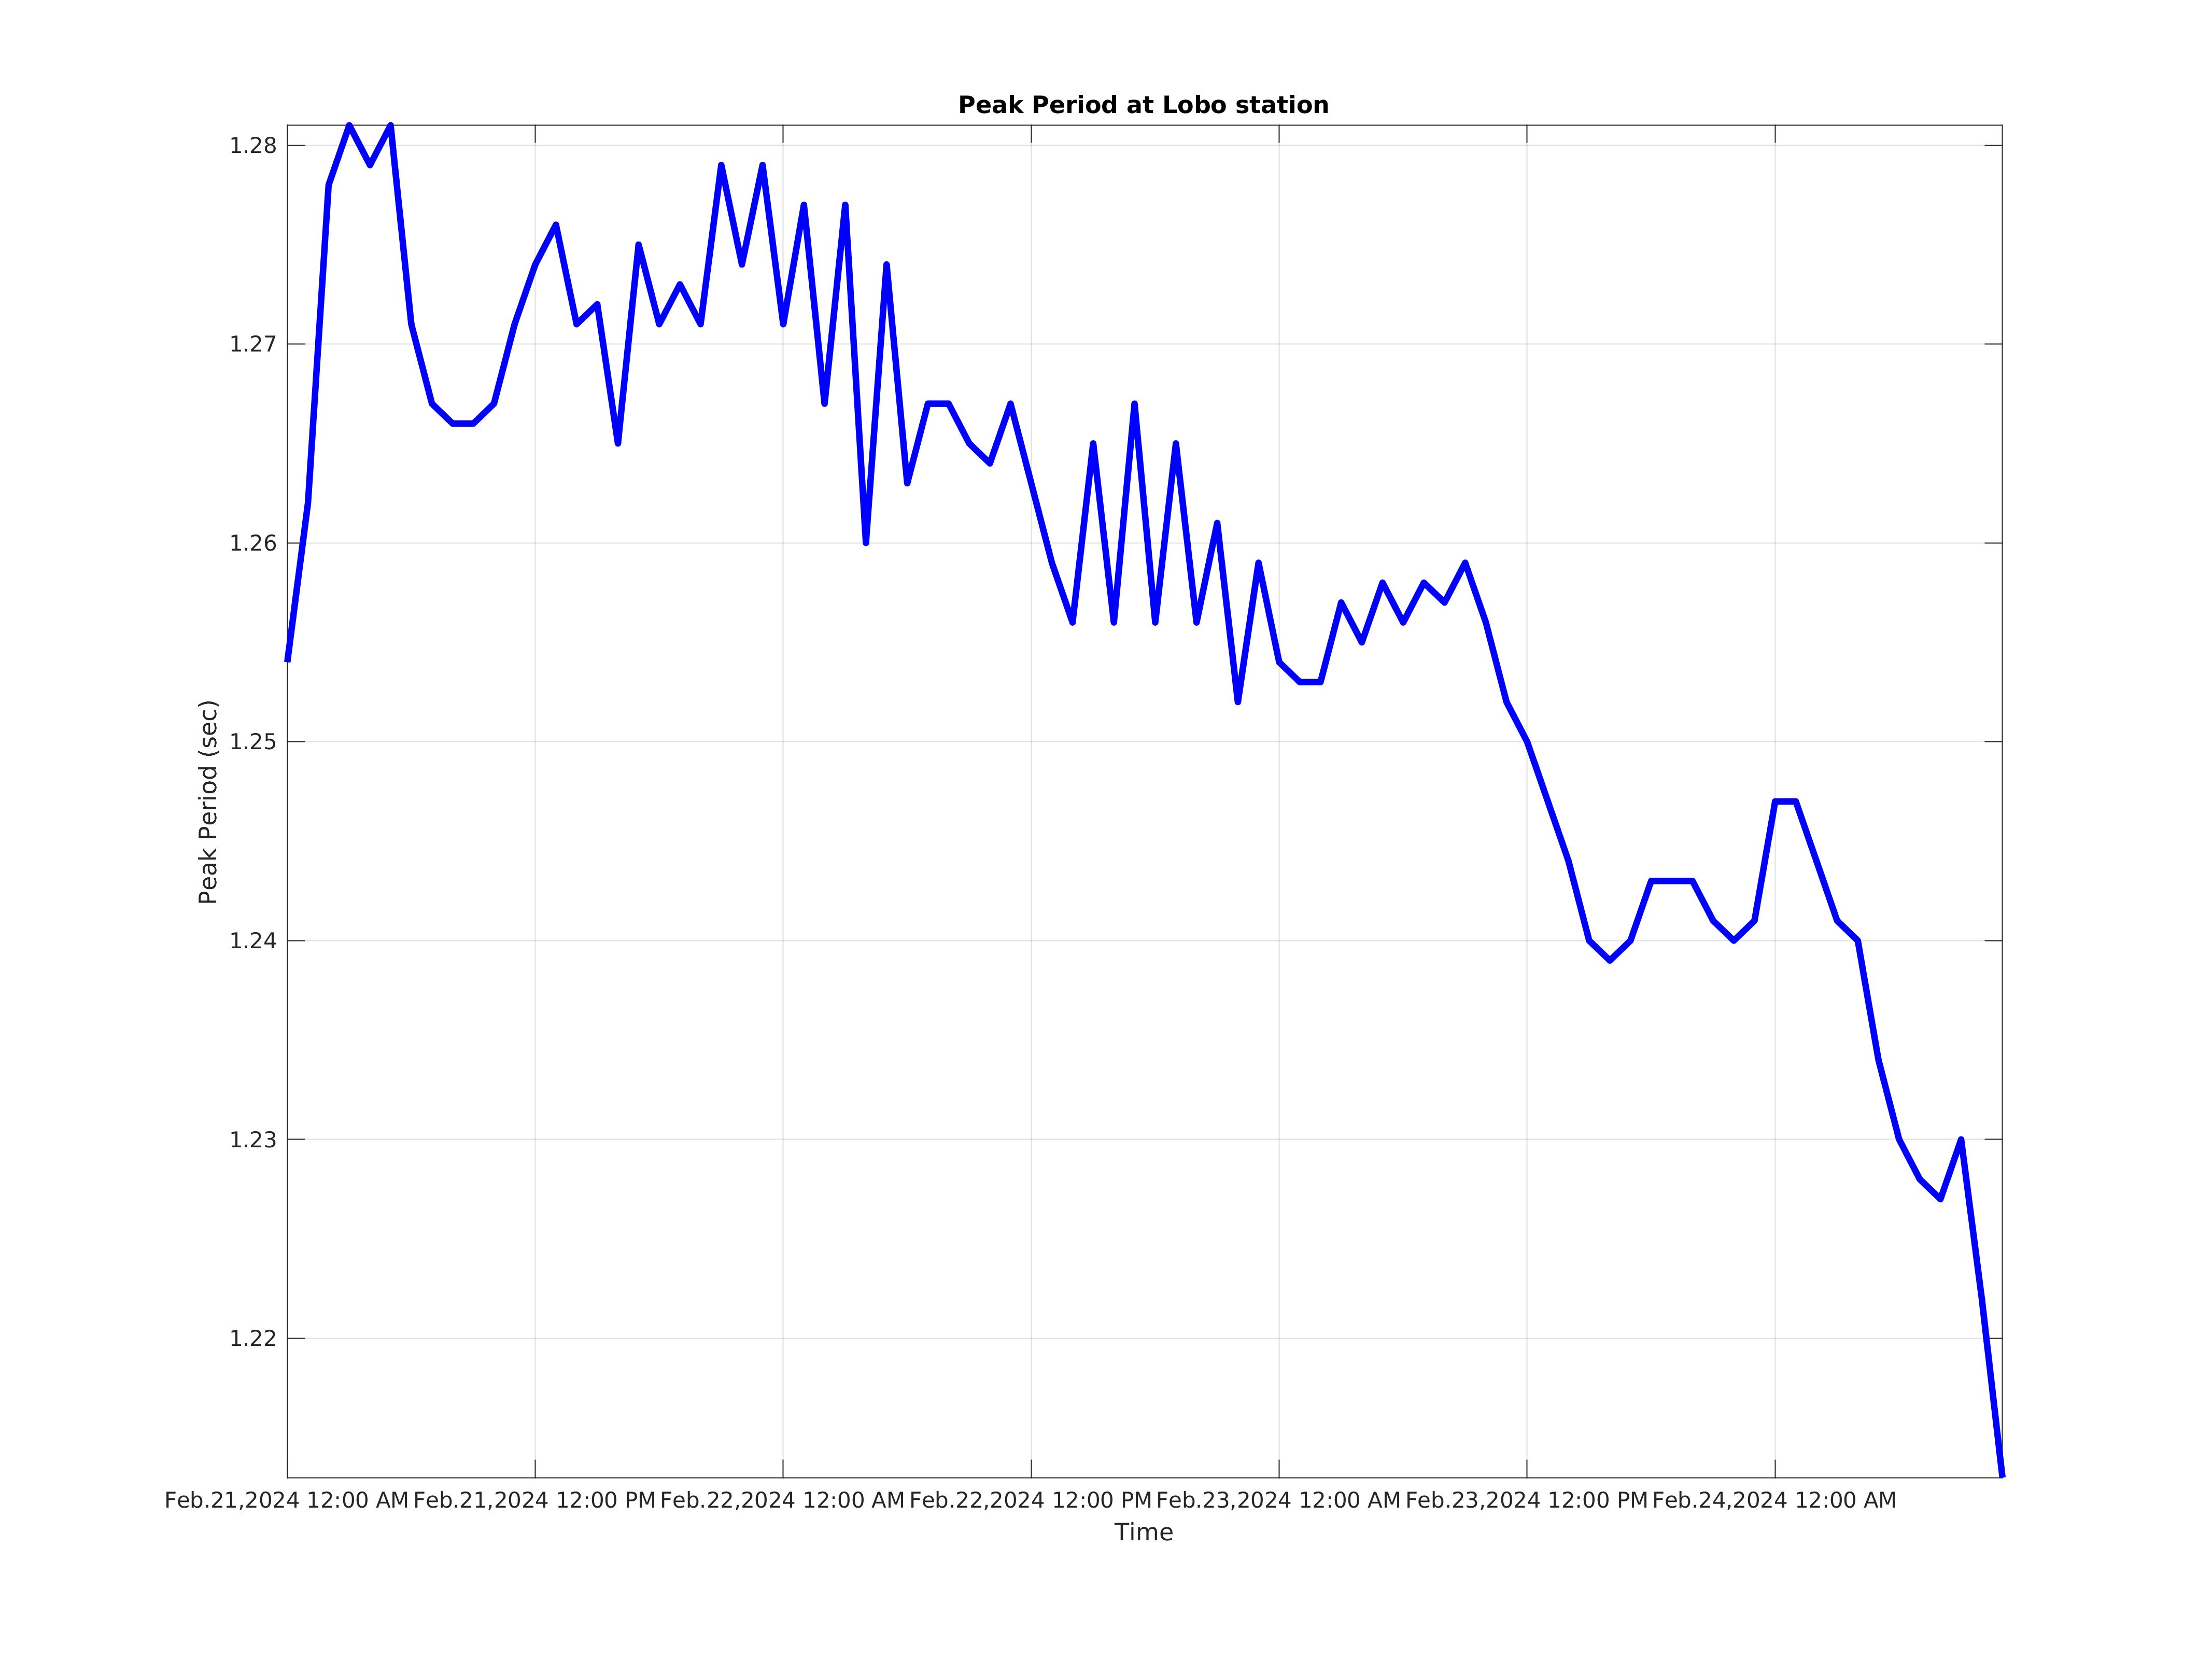 Peak Period at Lobo station
1.28
1.27
1.26
1.25
1.24
1.23
1.22
Peak Period (sec)
Feb.21,2024 12:00 AM Feb.21,2024 12:00 PM Feb.22,2024 12:00 AM Feb.22,2024 12:00 PM Feb.23,2024 12:00 AM Feb.23,2024 12:00 PM Feb.24,2024 12:00 AM
Time